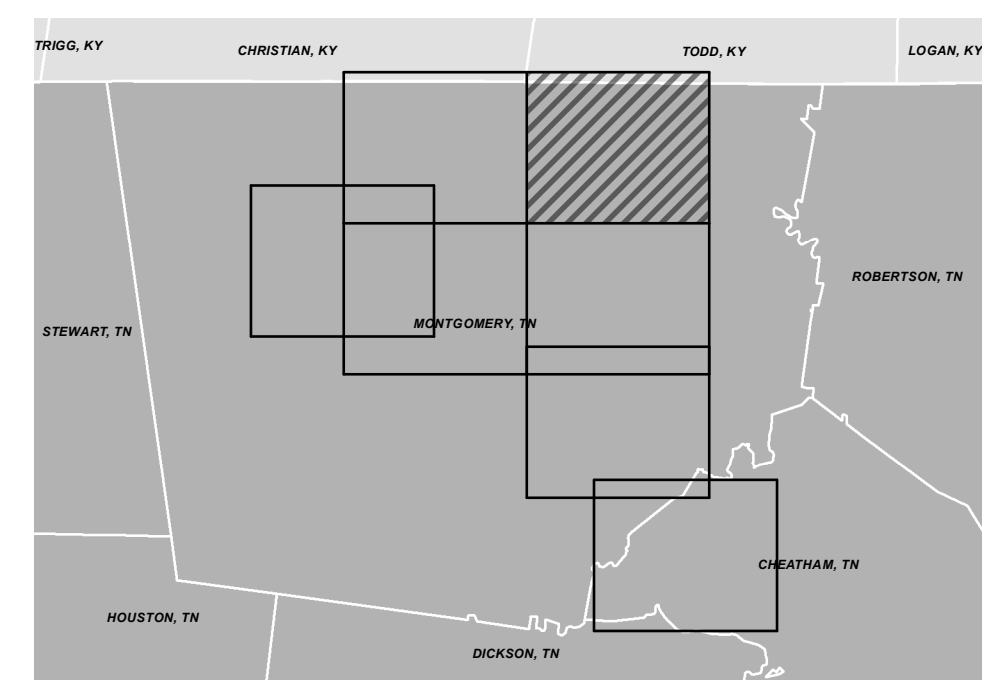 TRIGG, KY
CHRISTIAN, KY
TODD, KY
LOGAN, KY
ROBERTSON, TN
MONTGOMERY, TN
STEWART, TN
CHEATHAM, TN
HOUSTON, TN
DICKSON, TN